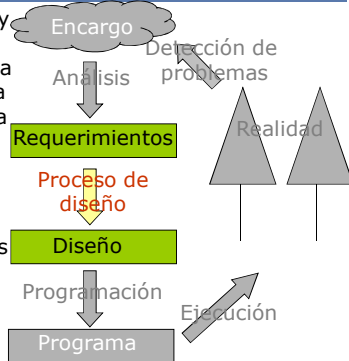 y
Encargo
Detección de
problemas
a
Análisis
a
a
Realidad
Requerimientos
Proceso de
diseño
s
Diseño
Programación
Ejecución
Programa